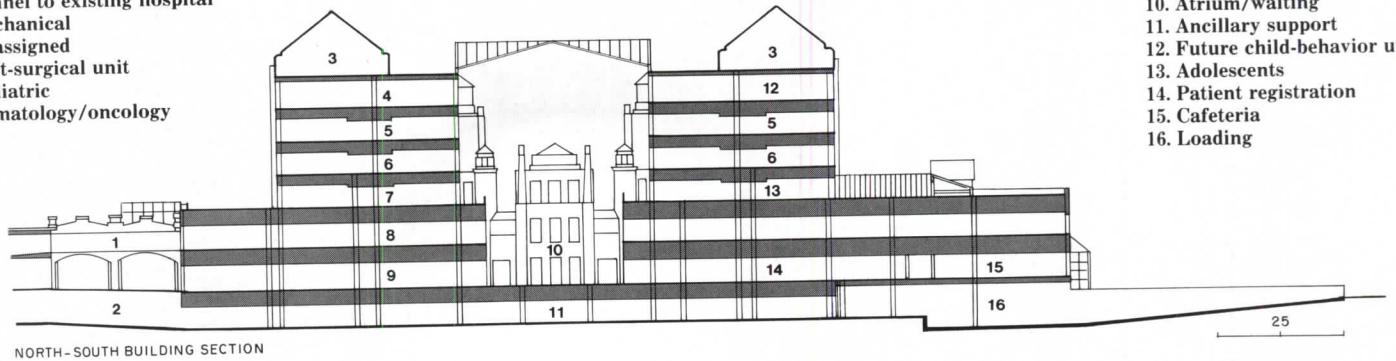 nnel to existing hospital
chanical
assigned
t-surgical unit
iatric
matology/oncology
10. Atrium/waiting
11. Ancillary support
12. Future child-behavior u
13. Adolescents
14. Patient registration
15. Cafeteria
16. Loading
3
3
4
12
5
5
6
6
7
13
8
1
10
9
14
15
2
11
16
25
NORTH-SOUTH BUILDING SECTION